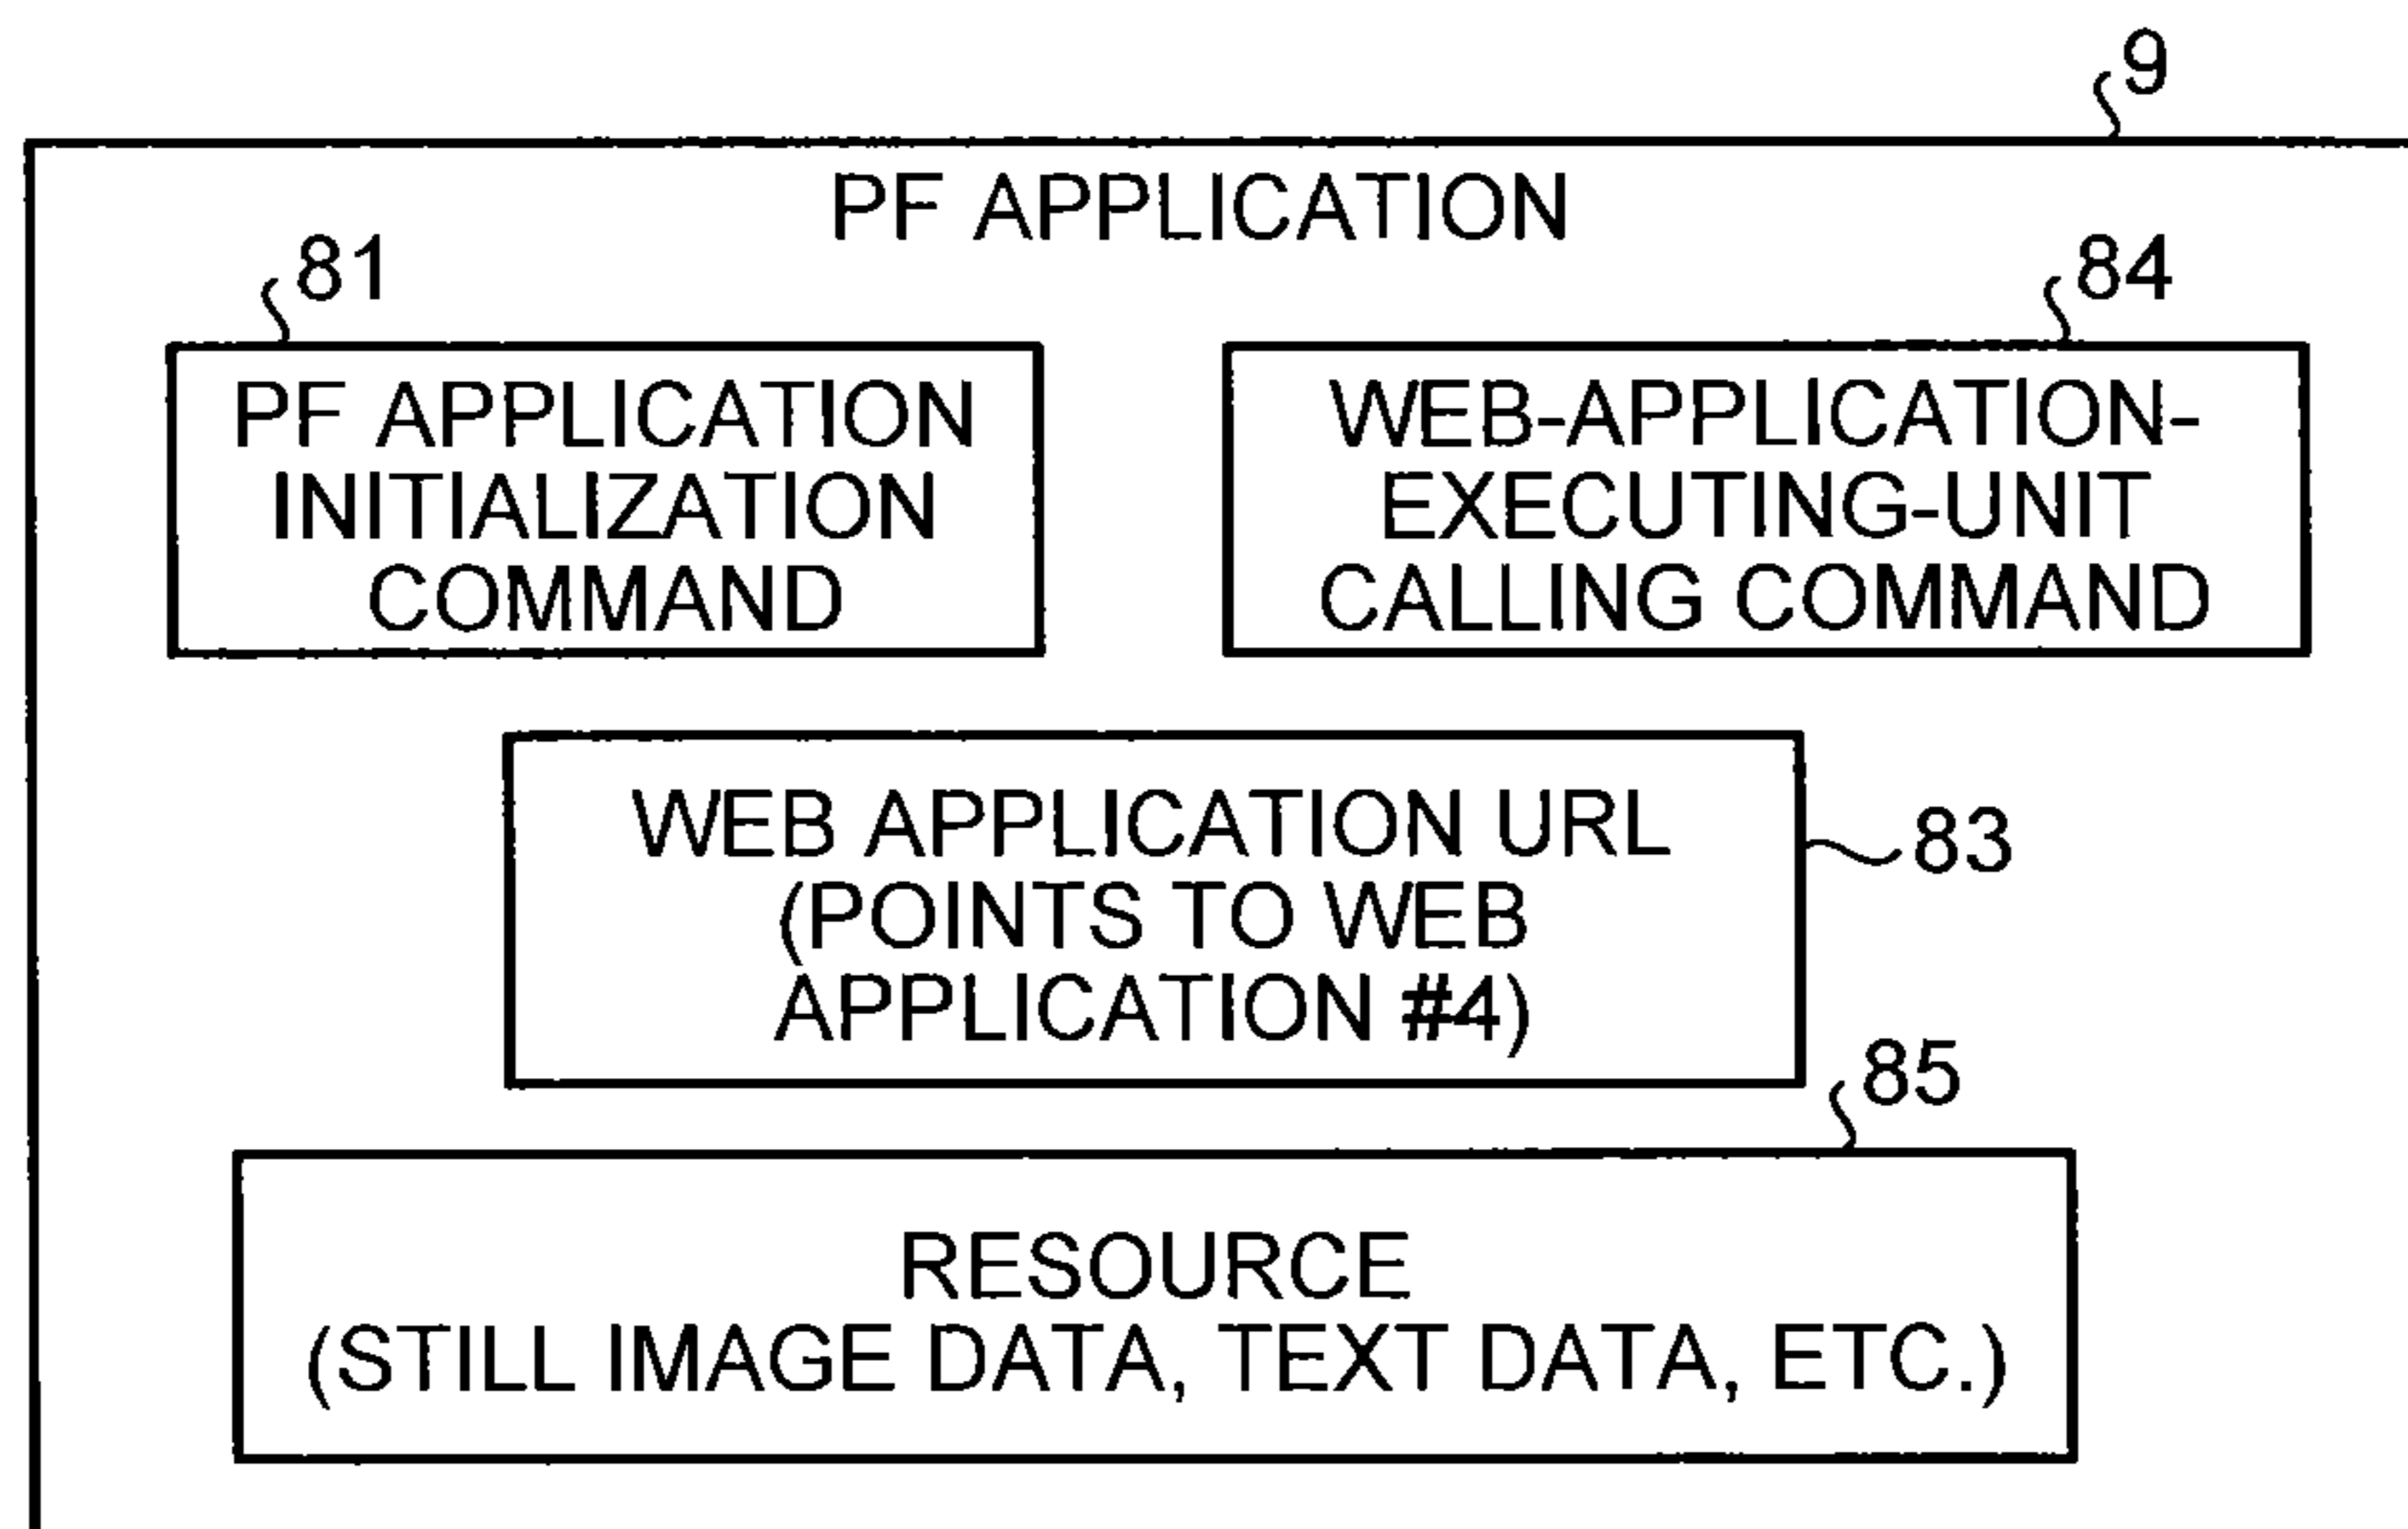 9
PF APPLICATION
81
PF APPLICATION
INITIALIZATION
COMMAND
84
WEB-APPLICATION-
EXECUTING-UNIT
CALLING COMMAND
WEB APPLICATION URL
(POINTS TO WEB
APPLICATION #4)
83
85
RESOURCE
(STILL IMAGE DATA, TEXT DATA, ETC.)